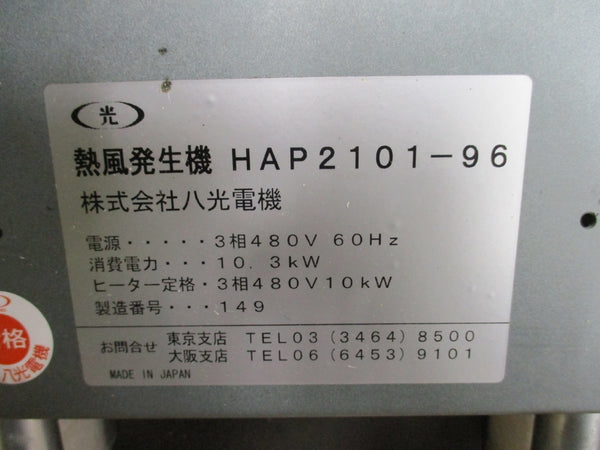 光
熱風発生機 HAP2101-96
株式会社八光電機
電源・・・・・3相480V 60Hz
消費電力・・・10.3kW
ヒーター定格・3相480V10kW
製造番号・・・149
お問合せ 東京支店 TEL03(3464)8500
大阪支店 TEL06(6453)9101
MADE IN JAPAN
格
八光電機